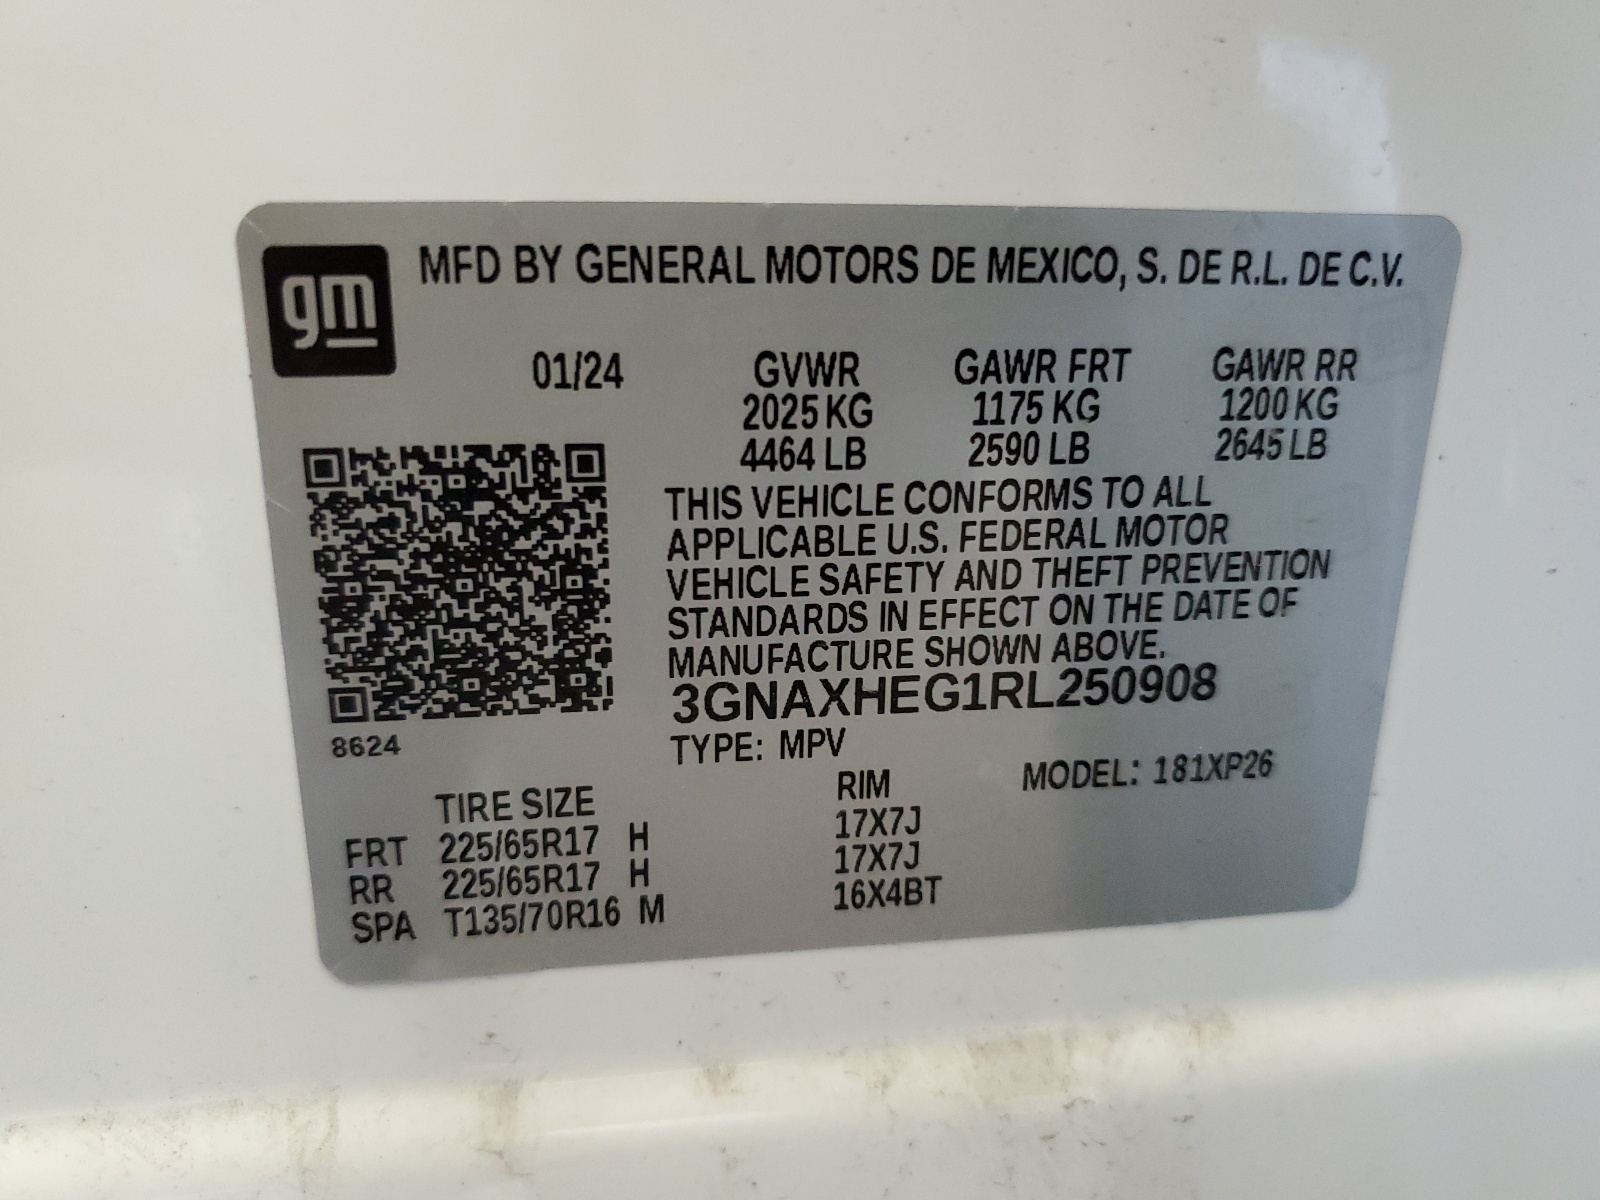 gm
MFD BY GENERAL MOTORS DE MEXICO, S. DE R.L. DE C.V.
01/24 GVWR GAWR FRT GAWR RR
2025 KG 1175 KG 1200 KG
4464 LB 2590 LB 2645 LB
THIS VEHICLE CONFORMS TO ALL
APPLICABLE U.S. FEDERAL MOTOR
VEHICLE SAFETY AND THEFT PREVENTION
STANDARDS IN EFFECT ON THE DATE OF
MANUFACTURE SHOWN ABOVE.
3GNAXHEG1RL250908
8624
TYPE: MPV
MODEL: 181XP26
TIRE SIZE RIM
FRT 225/65R17 H 17X7J
RR 225/65R17 H 17X7J
SPA T135/70R16 M 16X4BT